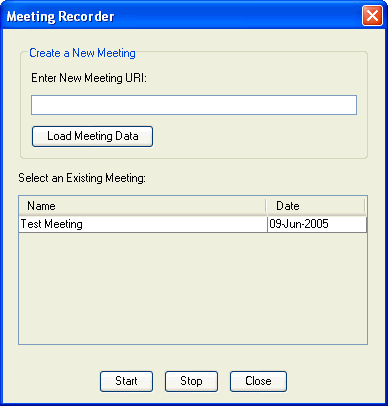 Meeting Recorder
Create a New Meeting
Enter New Meeting URI:
Load Meeting Data
Select an Existing Meeting:
Name Date
Test Meeting 09-Jun-2005
Start Stop Close